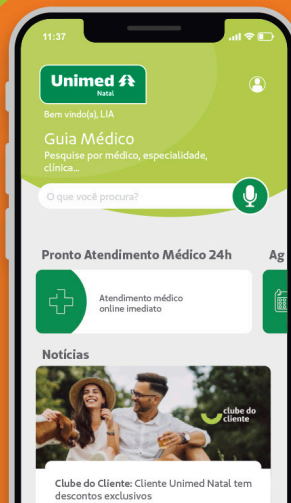 11:37
Unimed
Natal
Bem vindo(a), LIA
Guia Médico
Pesquise por médico, especialidade,
clínica...
O que você procura?
Pronto Atendimento Médico 24h
Ag
Atendimento médico
online imediato
Notícias
clube do
cliente
Clube do Cliente: Cliente Unimed Natal tem
descontos exclusivos